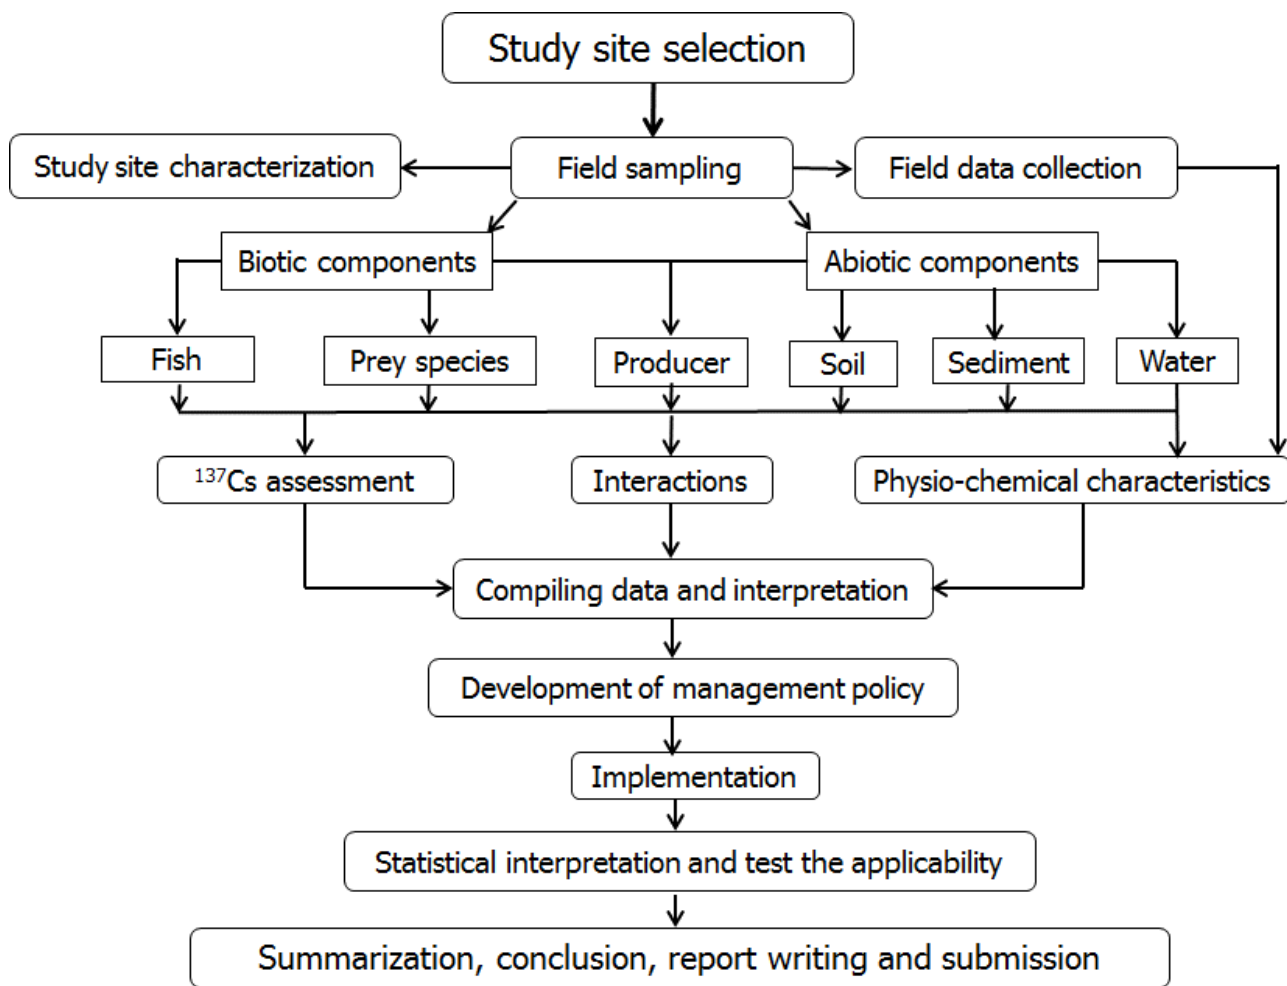 Study site selection
Study site characterization
Field sampling
Field data collection
Biotic components
Abiotic components
Fish
Prey species
Producer
Soil
Sediment
Water
¹³⁷Cs assessment
Interactions
Physio-chemical characteristics
Compiling data and interpretation
Development of management policy
Implementation
Statistical interpretation and test the applicability
Summarization, conclusion, report writing and submission